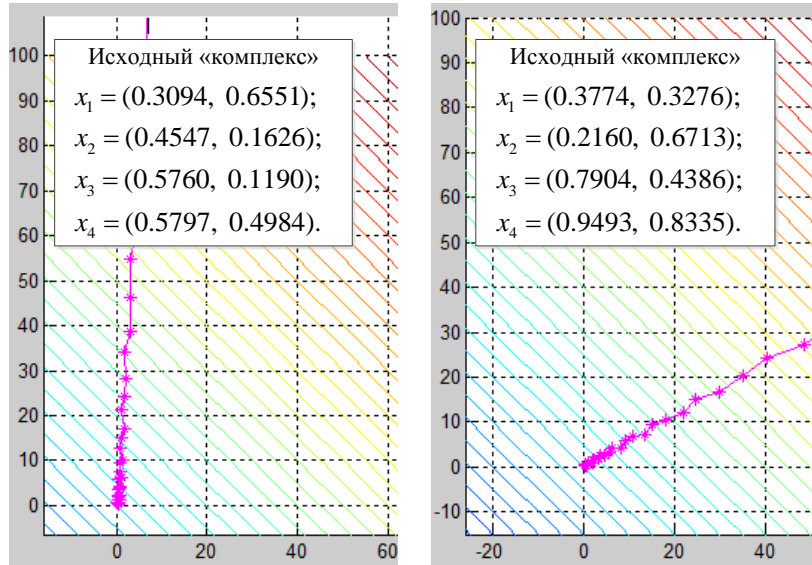 Исходный «комплекс»
x₁ = (0.3094, 0.6551);
x₂ = (0.4547, 0.1626);
x₃ = (0.5760, 0.1190);
x₄ = (0.5797, 0.4984).
100
90
80
70
60
50
40
30
20
10
0
0 20 40 60
Исходный «комплекс»
x₁ = (0.3774, 0.3276);
x₂ = (0.2160, 0.6713);
x₃ = (0.7904, 0.4386);
x₄ = (0.9493, 0.8335).
100
90
80
70
60
50
40
30
20
10
0
-10
-20 0 20 40